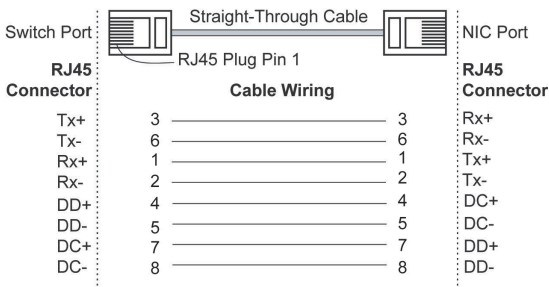 Straight-Through Cable
Switch Port NIC Port
RJ45 Plug Pin 1
RJ45 Connector Cable Wiring RJ45 Connector
Tx+ 3 3 Rx+
Tx- 6 6 Rx-
Rx+ 1 1 Tx+
Rx- 2 2 Tx-
DD+ 4 4 DC+
DD- 5 5 DC-
DC+ 7 7 DD+
DC- 8 8 DD-